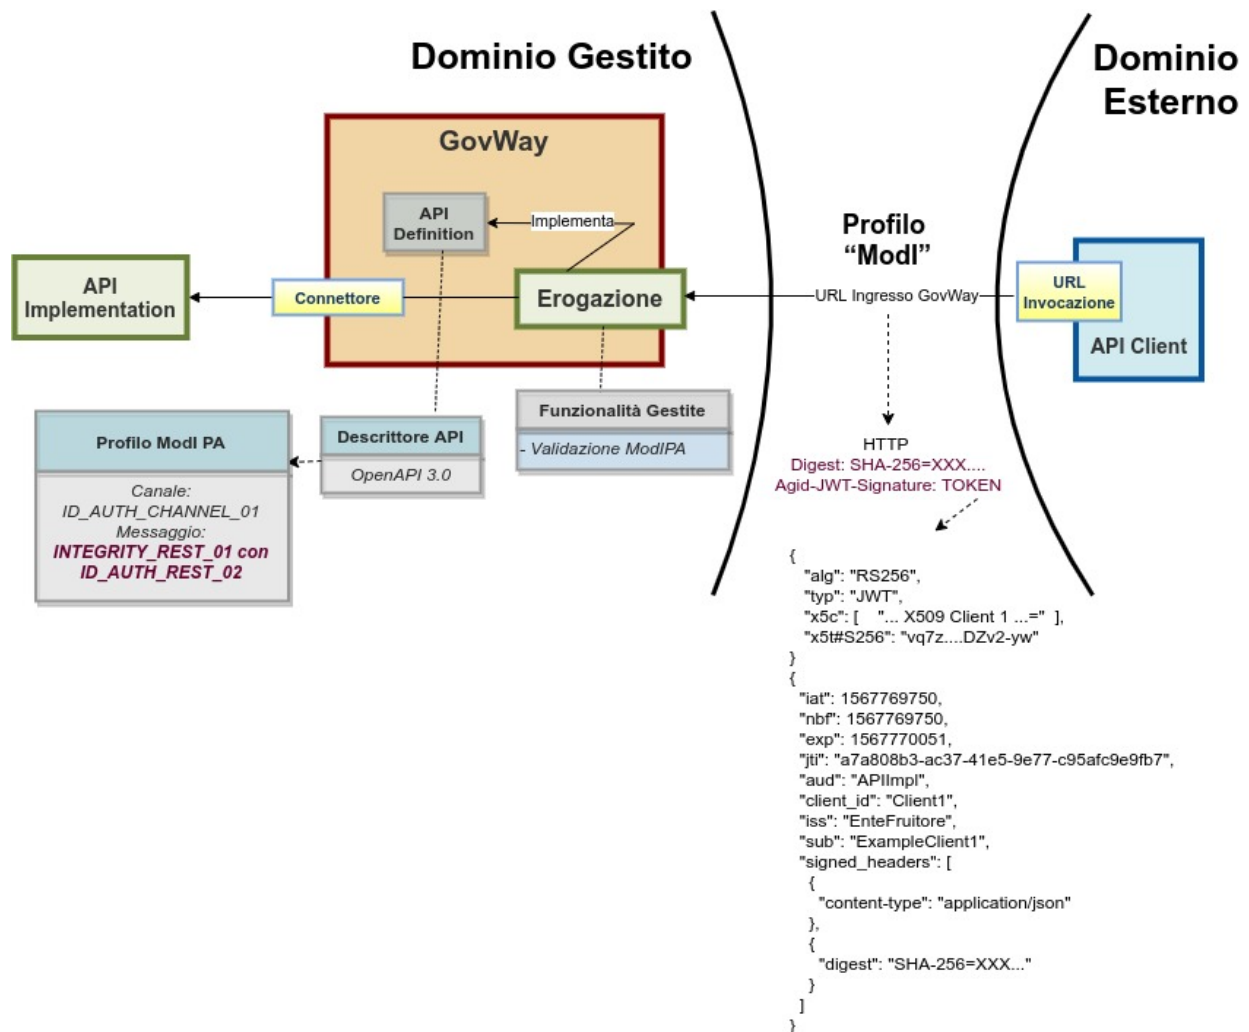 Dominio Gestito
Dominio
Esterno
GovWay
API
Definition
Implementa
Profilo
“ModI”
API
Implementation
Connettore
Erogazione
URL Ingresso GovWay
URL
Invocazione
API Client
Profilo ModI PA
Canale:
ID_AUTH_CHANNEL_01
Messaggio:
INTEGRITY_REST_01 con
ID_AUTH_REST_02
Descrittore API
OpenAPI 3.0
Funzionalità Gestite
- Validazione ModIPA
HTTP
Digest: SHA-256=XXX....
Agid-JWT-Signature: TOKEN
{
"alg": "RS256",
"typ": "JWT",
"x5c": [ "... X509 Client 1 ...=" ],
"x5t#S256": "vq7z....DZv2-yw"
}
{
"iat": 1567769750,
"nbf": 1567769750,
"exp": 1567770051,
"jti": "a7a808b3-ac37-41e5-9e77-c95afc9e9fb7",
"aud": "APIImpl",
"client_id": "Client1",
"iss": "EnteFruitore",
"sub": "ExampleClient1",
"signed_headers": [
{
"content-type": "application/json"
},
{
"digest": "SHA-256=XXX..."
}
]
}